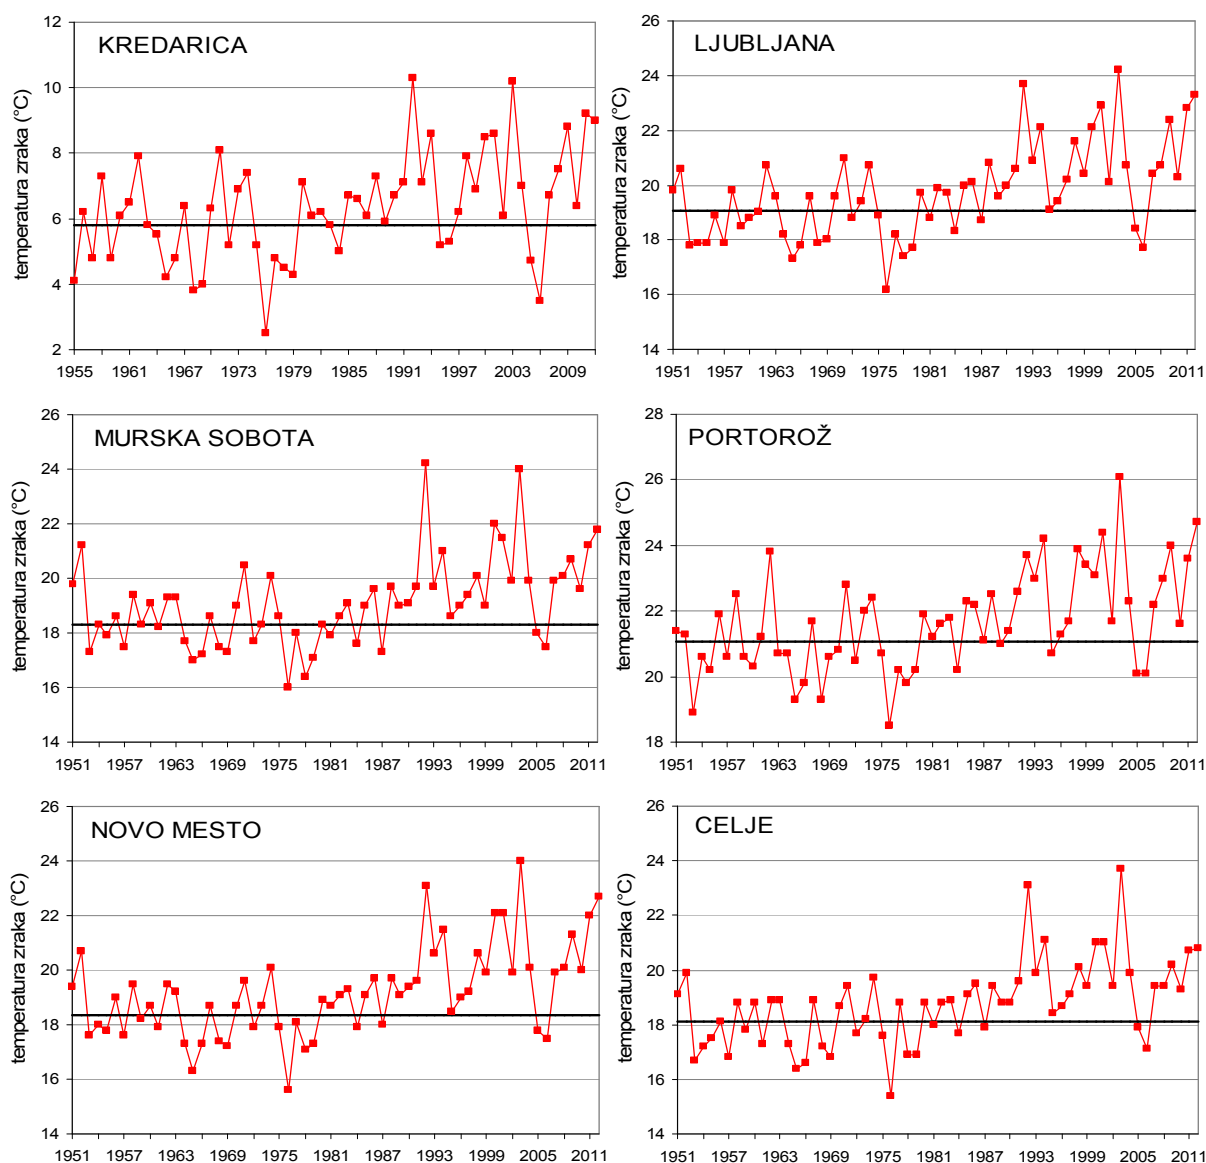 KREDARICA
temperatura zraka (°C)
12
10
8
6
4
2
1955 1961 1967 1973 1979 1985 1991 1997 2003 2009
LJUBLJANA
temperatura zraka (°C)
26
24
22
20
18
16
14
1951 1957 1963 1969 1975 1981 1987 1993 1999 2005 2011
MURSKA SOBOTA
temperatura zraka (°C)
26
24
22
20
18
16
14
1951 1957 1963 1969 1975 1981 1987 1993 1999 2005 2011
PORTOROŽ
temperatura zraka (°C)
28
26
24
22
20
18
1951 1957 1963 1969 1975 1981 1987 1993 1999 2005 2011
NOVO MESTO
temperatura zraka (°C)
26
24
22
20
18
16
14
1951 1957 1963 1969 1975 1981 1987 1993 1999 2005 2011
CELJE
temperatura zraka (°C)
26
24
22
20
18
16
14
1951 1957 1963 1969 1975 1981 1987 1993 1999 2005 2011